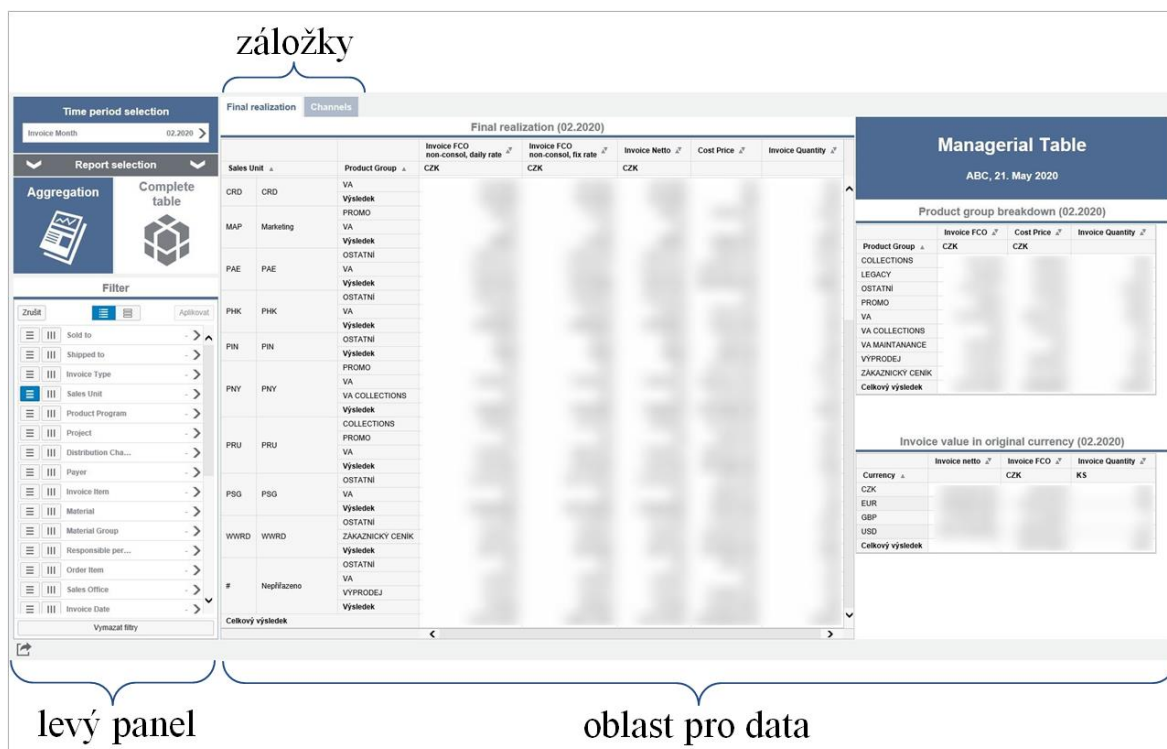 záložky
Time period selection
Invoice Month 02.2020
Report selection
Aggregation
Complete table
Filter
Zrušit Aplikovat
Sold to -
Shipped to -
Invoice Type -
Sales Unit -
Product Program -
Project -
Distribution Cha... -
Payer -
Invoice Item -
Material -
Material Group -
Responsible per... -
Order Item -
Sales Office -
Invoice Date -
Vymazat filtry
Final realization Channels
Final realization (02.2020)
Invoice FCO non-consol, daily rate Invoice FCO non-consol, fix rate Invoice Netto Cost Price Invoice Quantity
Sales Unit Product Group CZK CZK CZK
CRD CRD VA
Výsledek
MAP Marketing PROMO
VA
Výsledek
PAE PAE OSTATNÍ
VA
Výsledek
PHK PHK OSTATNÍ
VA
Výsledek
PIN PIN OSTATNÍ
Výsledek
PNY PNY PROMO
VA
VA COLLECTIONS
Výsledek
PRU PRU COLLECTIONS
PROMO
VA
Výsledek
PSG PSG OSTATNÍ
VA
Výsledek
WWRD WWRD OSTATNÍ
ZÁKAZNICKÝ CENÍK
Výsledek
# Nepřiřazeno OSTATNÍ
VA
VÝPRODEJ
Výsledek
Celkový výsledek
Managerial Table
ABC, 21. May 2020
Product group breakdown (02.2020)
Invoice FCO Cost Price Invoice Quantity
Product Group CZK CZK
COLLECTIONS
LEGACY
OSTATNÍ
PROMO
VA
VA COLLECTIONS
VA MAINTANANCE
VÝPRODEJ
ZÁKAZNICKÝ CENÍK
Celkový výsledek
Invoice value in original currency (02.2020)
Invoice netto Invoice FCO Invoice Quantity
Currency CZK KS
CZK
EUR
GBP
USD
Celkový výsledek
levý panel
oblast pro data